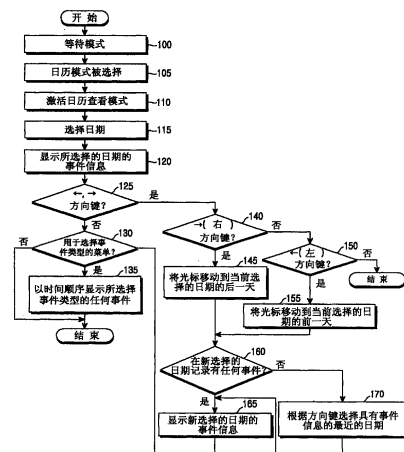 开始
等待模式
100
日历模式被选择
105
激活日历查看模式
110
选择日期
115
显示所选择的日期的
事件信息
120
←, →
方向键？
125
是
否
→( 右 )
方向键？
140
否
是
←( 左 )
方向键？
150
否
是
结束
用于选择事
件类型的菜单？
130
否
是
以时间顺序显示所选择
事件类型的任何事件
135
结束
将光标移动到当前选
择的日期的后一天
145
将光标移动到当前选择的日
期的前一天
155
在新选择的
日期记录有任何事件？
160
否
是
显示新选择的日期的
事件信息
165
根据方向键选择具有事
件信息的最近的日期
170